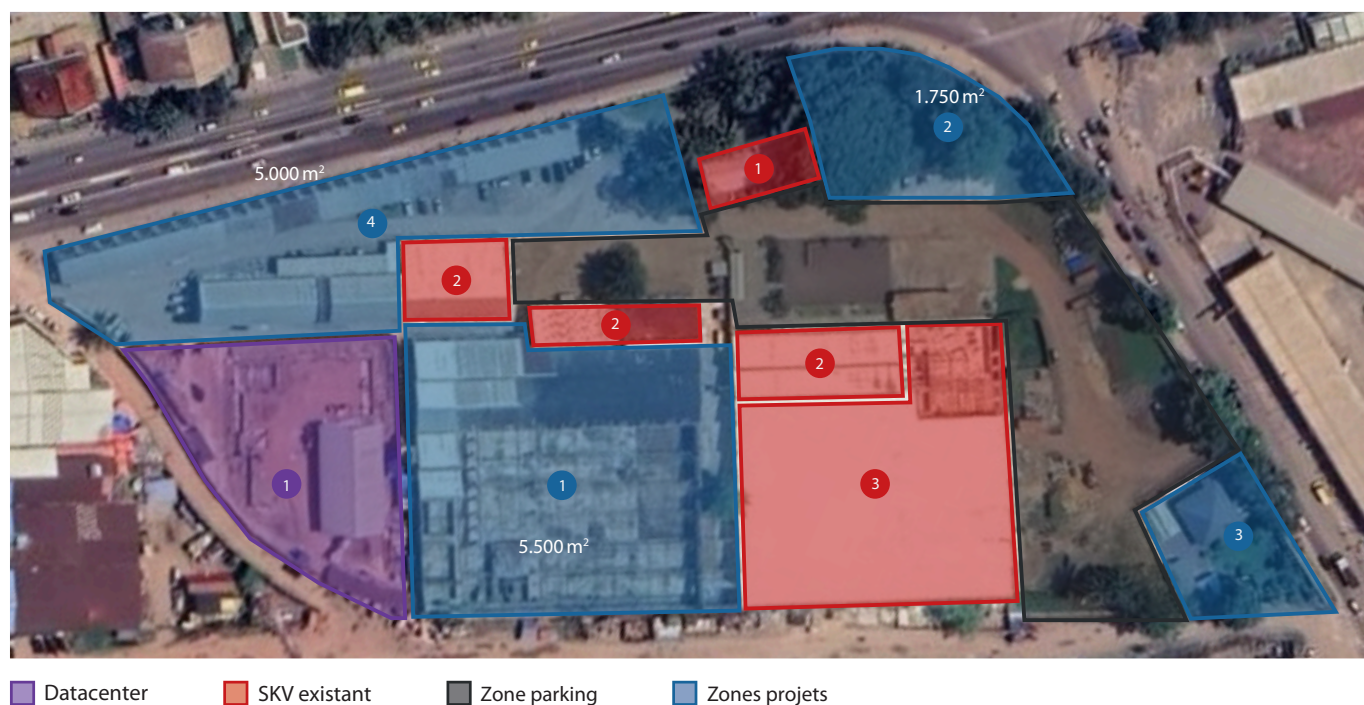 1.750 m²
2
1
5.000 m²
4
2
2
2
1
1
3
5.500 m²
3
Datacenter
SKV existant
Zone parking
Zones projets